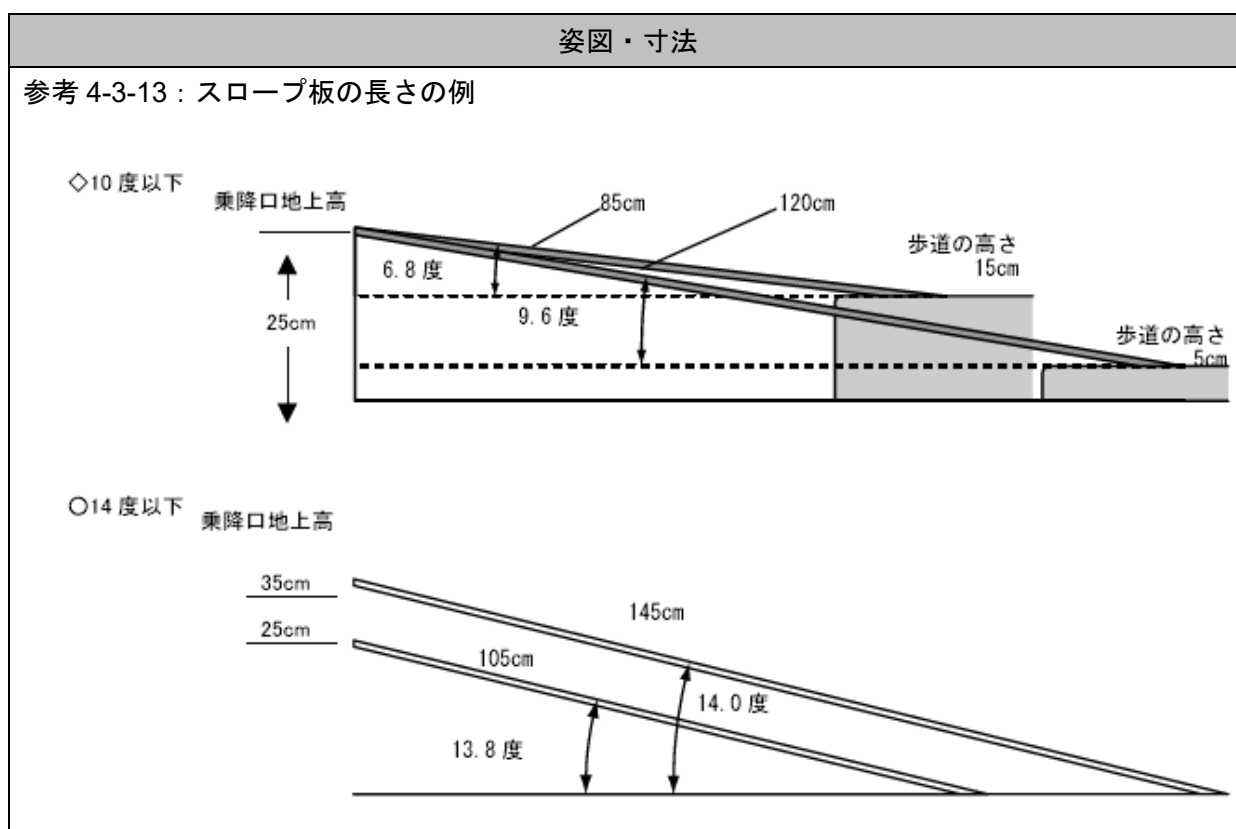 姿図・寸法
参考 4-3-13：スロープ板の長さの例
◇10 度以下
乗降口地上高
85cm
120cm
歩道の高さ
15cm
6.8 度
25cm
9.6 度
歩道の高さ
5cm
○14 度以下
乗降口地上高
35cm
145cm
25cm
105cm
14.0 度
13.8 度